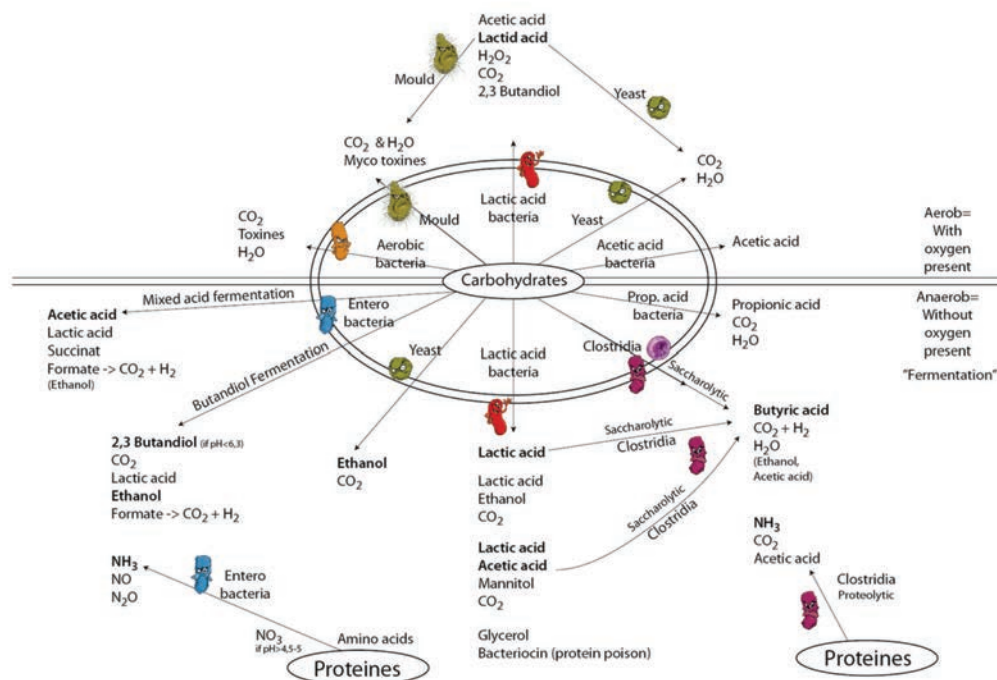 Acetic acid
Lactid acid
H₂O₂
CO₂
2,3 Butandiol
Mould
Yeast
CO₂ & H₂O
Myco toxines
CO₂
H₂O
Lactic acid
bacteria
Mould
Yeast
CO₂
Toxines
H₂O
Aerobic
bacteria
Acetic acid
bacteria
Acetic acid
Aerob=
With
oxygen
present
Carbohydrates
Mixed acid fermentation
Entero
bacteria
Prop. acid
bacteria
Propionic acid
CO₂
H₂O
Anaerob=
Without
oxygen
present
"Fermentation"
Acetic acid
Lactic acid
Succinat
Formate -> CO₂ + H₂
(Ethanol)
Butandiol Fermentation
Yeast
Lactic acid
bacteria
Clostridia
Saccharolytic
2,3 Butandiol (if pH<6,3)
CO₂
Lactic acid
Ethanol
Formate -> CO₂ + H₂
Ethanol
CO₂
Lactic acid
Saccharolytic
Clostridia
Butyric acid
CO₂ + H₂
H₂O
(Ethanol,
Acetic acid)
Lactic acid
Ethanol
CO₂
Saccharolytic
Clostridia
Lactic acid
Acetic acid
Mannitol
CO₂
Glycerol
Bacteriocin (protein poison)
NH₃
NO
N₂O
Entero
bacteria
NO₃
if pH>4,5-5
Amino acids
Proteines
NH₃
CO₂
Acetic acid
Clostridia
Proteolytic
Proteines